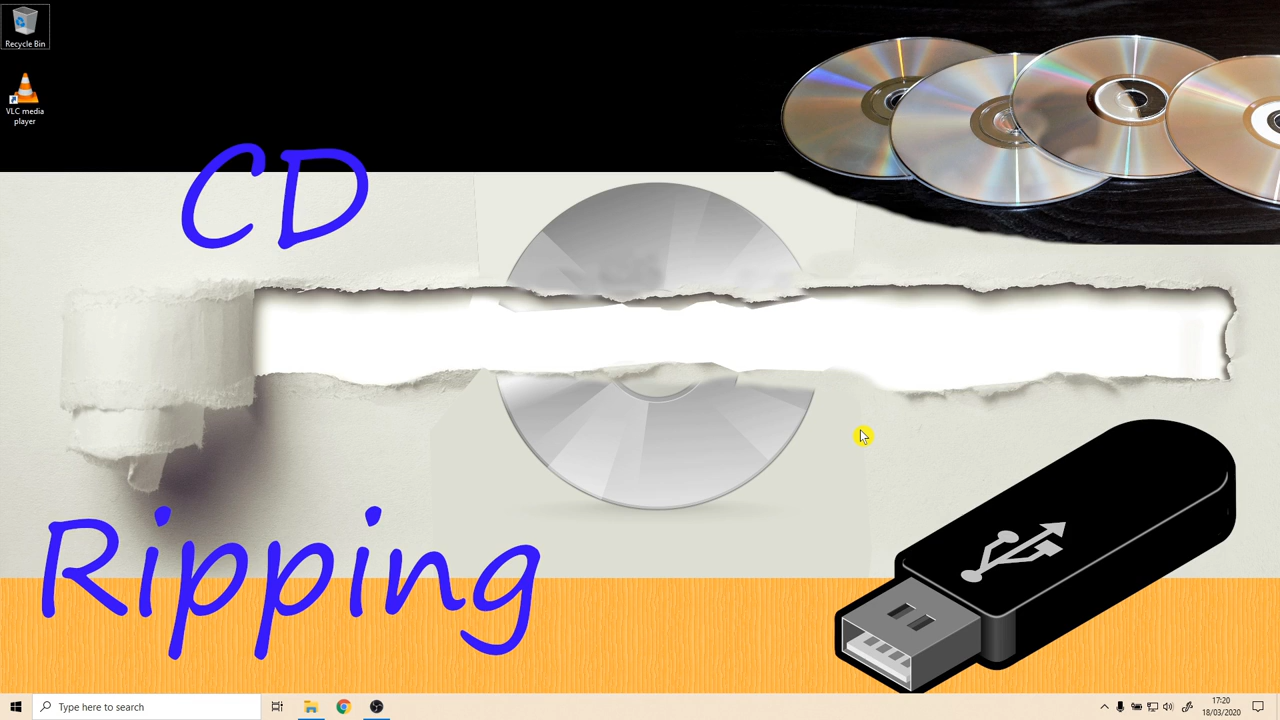 Recycle Bin
VLC media
player
CD
Ripping
Type here to search
17:20
18/03/2020